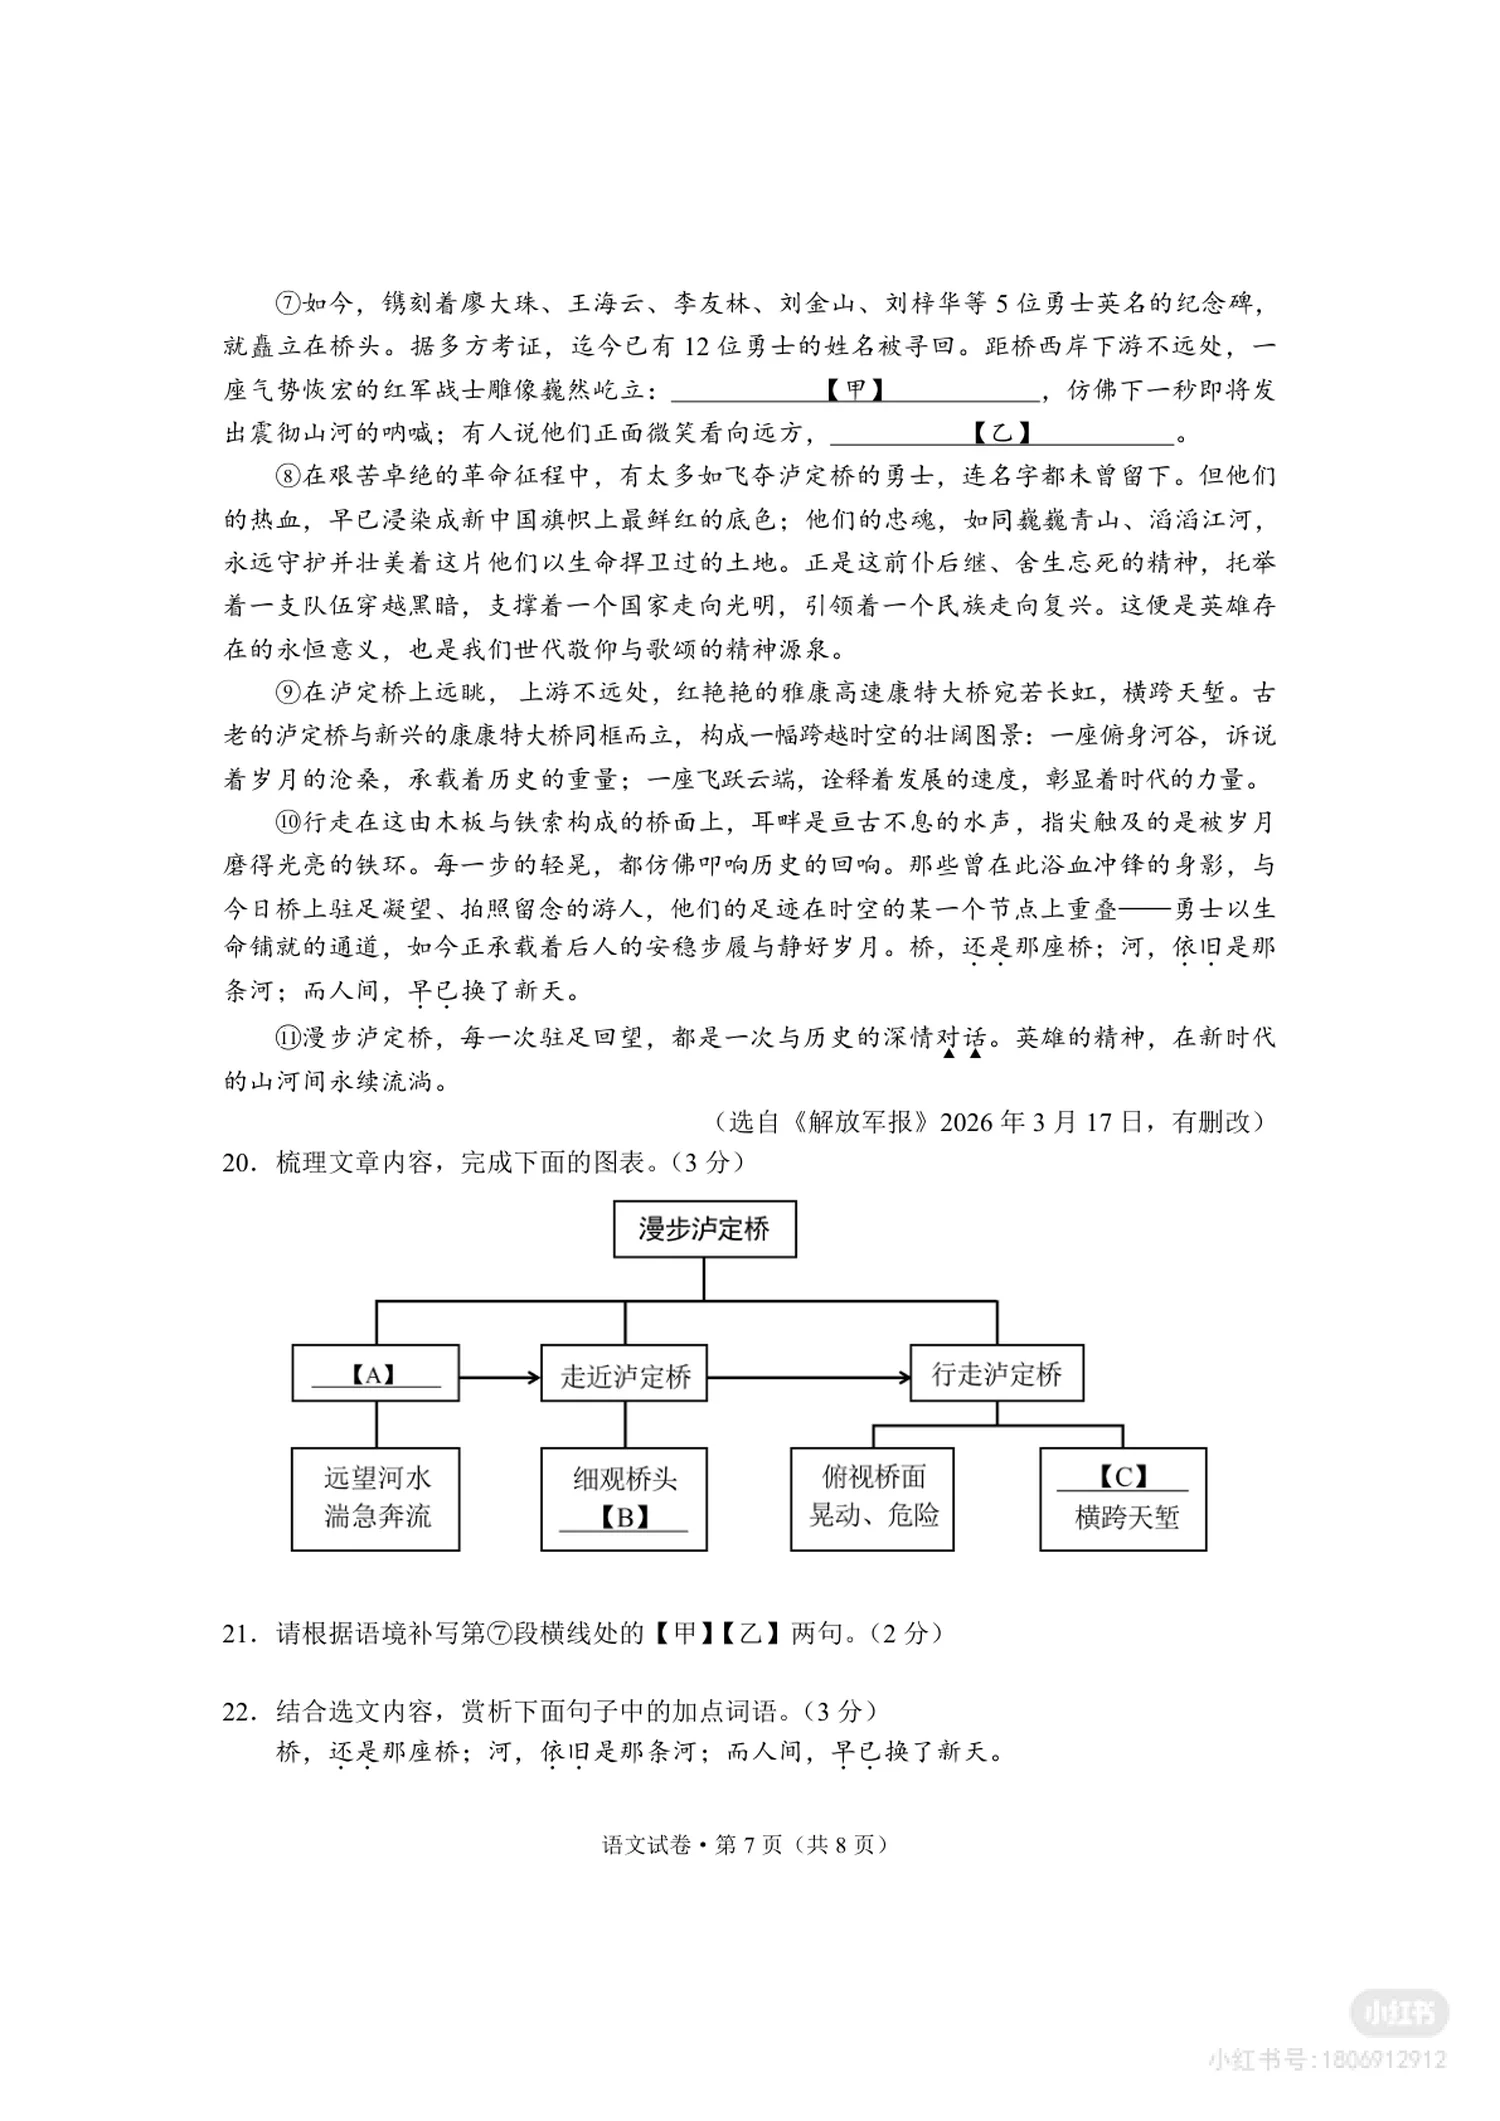 ⑦如今，镌刻着廖大珠、王海云、李友林、刘金山、刘梓华等 5 位勇士英名的纪念碑，
就矗立在桥头。据多方考证，迄今已有 12 位勇士的姓名被寻回。距桥西岸下游不远处，一
座气势恢宏的红军战士雕像巍然屹立：【甲】，仿佛下一秒即将发
出震彻山河的呐喊；有人说他们正面微笑看向远方，【乙】。
⑧在艰苦卓绝的革命征程中，有太多如飞夺泸定桥的勇士，连名字都未曾留下。但他们
的热血，早已浸染成新中国旗帜上最鲜红的底色；他们的忠魂，如同巍巍青山、滔滔江河，
永远守护并壮美着这片他们以生命捍卫过的土地。正是这前仆后继、舍生忘死的精神，托举
着一支队伍穿越黑暗，支撑着一个国家走向光明，引领着一个民族走向复兴。这便是英雄存
在的永恒意义，也是我们世代敬仰与歌颂的精神源泉。
⑨在泸定桥上远眺， 上游不远处，红艳艳的雅康高速康特大桥宛若长虹，横跨天堑。古
老的泸定桥与新兴的康康特大桥同框而立，构成一幅跨越时空的壮阔图景：一座俯身河谷，诉说
着岁月的沧桑，承载着历史的重量；一座飞跃云端，诠释着发展的速度，彰显着时代的力量。
⑩行走在这由木板与铁索构成的桥面上，耳畔是亘古不息的水声，指尖触及的是被岁月
磨得光亮的铁环。每一步的轻晃，都仿佛叩响历史的回响。那些曾在此浴血冲锋的身影，与
今日桥上驻足凝望、拍照留念的游人，他们的足迹在时空的某一个节点上重叠——勇士以生
命铺就的通道，如今正承载着后人的安稳步履与静好岁月。桥，还是那座桥；河，依旧是那
条河；而人间，早已换了新天。
⑪漫步泸定桥，每一次驻足回望，都是一次与历史的深情对话。英雄的精神，在新时代
的山河间永续流淌。
（选自《解放军报》2026 年 3 月 17 日，有删改）
20．梳理文章内容，完成下面的图表。（3 分）
漫步泸定桥
【A】
走近泸定桥
行走泸定桥
远望河水
湍急奔流
细观桥头
【B】
俯视桥面
晃动、危险
【C】
横跨天堑
21．请根据语境补写第⑦段横线处的【甲】【乙】两句。（2 分）
22．结合选文内容，赏析下面句子中的加点词语。（3 分）
桥，还是那座桥；河，依旧是那条河；而人间，早已换了新天。
语文试卷·第 7 页（共 8 页）
小红书
小红书号:1806912912